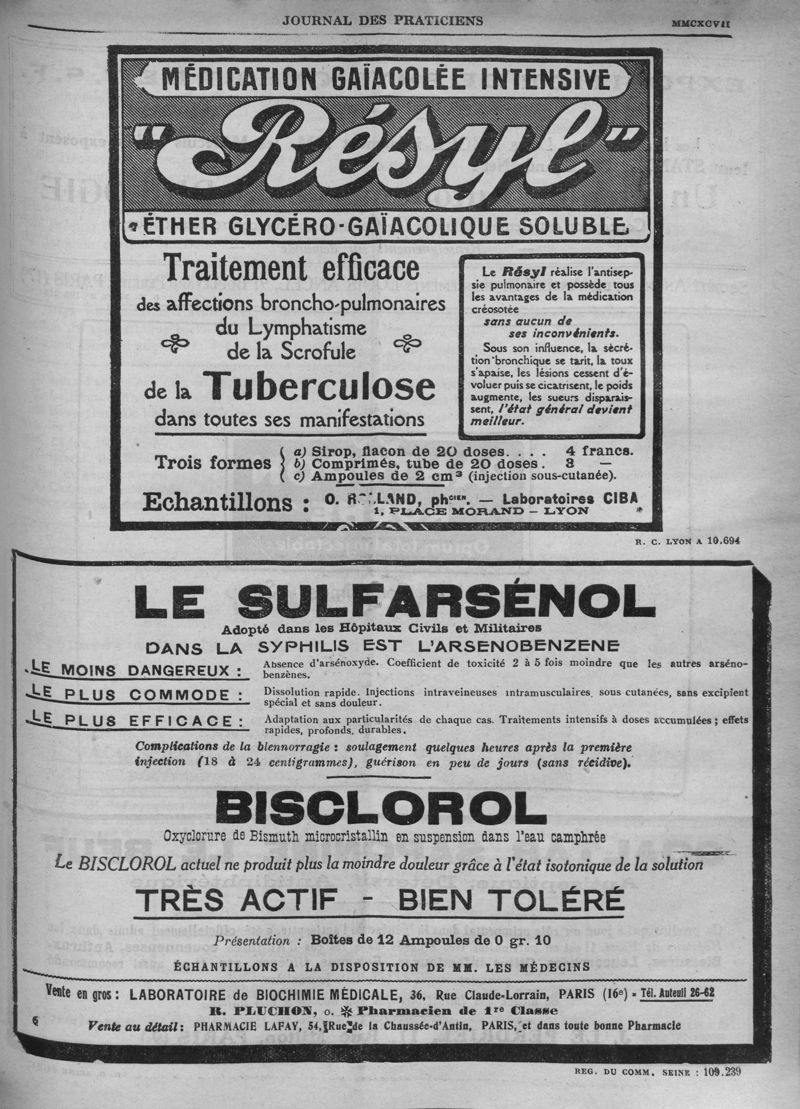 JOURNAL DES PRATICIENS
MMCXCVII
MÉDICATION GAÏACOLÉE INTENSIVE
"Résyl"
ÉTHER GLYCÉRO-GAÏACOLIQUE SOLUBLE
Traitement efficace
des affections broncho-pulmonaires
du Lymphatisme
de la Scrofule
de la Tuberculose
dans toutes ses manifestations
Le Résyl réalise l'antisep-
sie pulmonaire et possède tous
les avantages de la médication
créosotée
sans aucun de
ses inconvénients.
Sous son influence, la sécré-
tion bronchique se tarit, la toux
s'apaise, les lésions cessent d'é-
voluer puis se cicatrisent, le poids
augmente, les sueurs disparais-
sent, l'état général devient
meilleur.
Trois formes
a) Sirop, flacon de 20 doses. . . . 4 francs.
b) Comprimés, tube de 20 doses. 3 —
c) Ampoules de 2 cm³ (injection sous-cutanée).
Echantillons : O. ROLLAND, phcien. — Laboratoires CIBA
1, PLACE MORAND – LYON
R. C. LYON A 10.694
LE SULFARSÉNOL
Adopté dans les Hôpitaux Civils et Militaires
DANS LA SYPHILIS EST L'ARSENOBENZENE
LE MOINS DANGEREUX : Absence d'arsénoxyde. Coefficient de toxicité 2 à 5 fois moindre que les autres arséno-
benzènes.
LE PLUS COMMODE : Dissolution rapide. Injections intraveineuses intramusculaires, sous cutanées, sans excipient
spécial et sans douleur.
LE PLUS EFFICACE : Adaptation aux particularités de chaque cas. Traitements intensifs à doses accumulées ; effets
rapides, profonds, durables.
Complications de la blennorragie : soulagement quelques heures après la première
injection (18 à 24 centigrammes), guérison en peu de jours (sans récidive).
BISCLOROL
Oxyclorure de Bismuth microcristallin en suspension dans l'eau camphrée
Le BISCLOROL actuel ne produit plus la moindre douleur grâce à l'état isotonique de la solution
TRÈS ACTIF - BIEN TOLÉRÉ
Présentation : Boîtes de 12 Ampoules de 0 gr. 10
ÉCHANTILLONS A LA DISPOSITION DE MM. LES MÉDECINS
Vente en gros : LABORATOIRE de BIOCHIMIE MÉDICALE, 36, Rue Claude-Lorrain, PARIS (16e) - Tél. Auteuil 26-62
R. PLUCHON, O. ※ Pharmacien de 1re Classe
6 Vente au détail : PHARMACIE LAFAY, 54, Rue de la Chaussée-d'Antin, PARIS, et dans toute bonne Pharmacie
REG. DU COMM. SEINE : 109.239